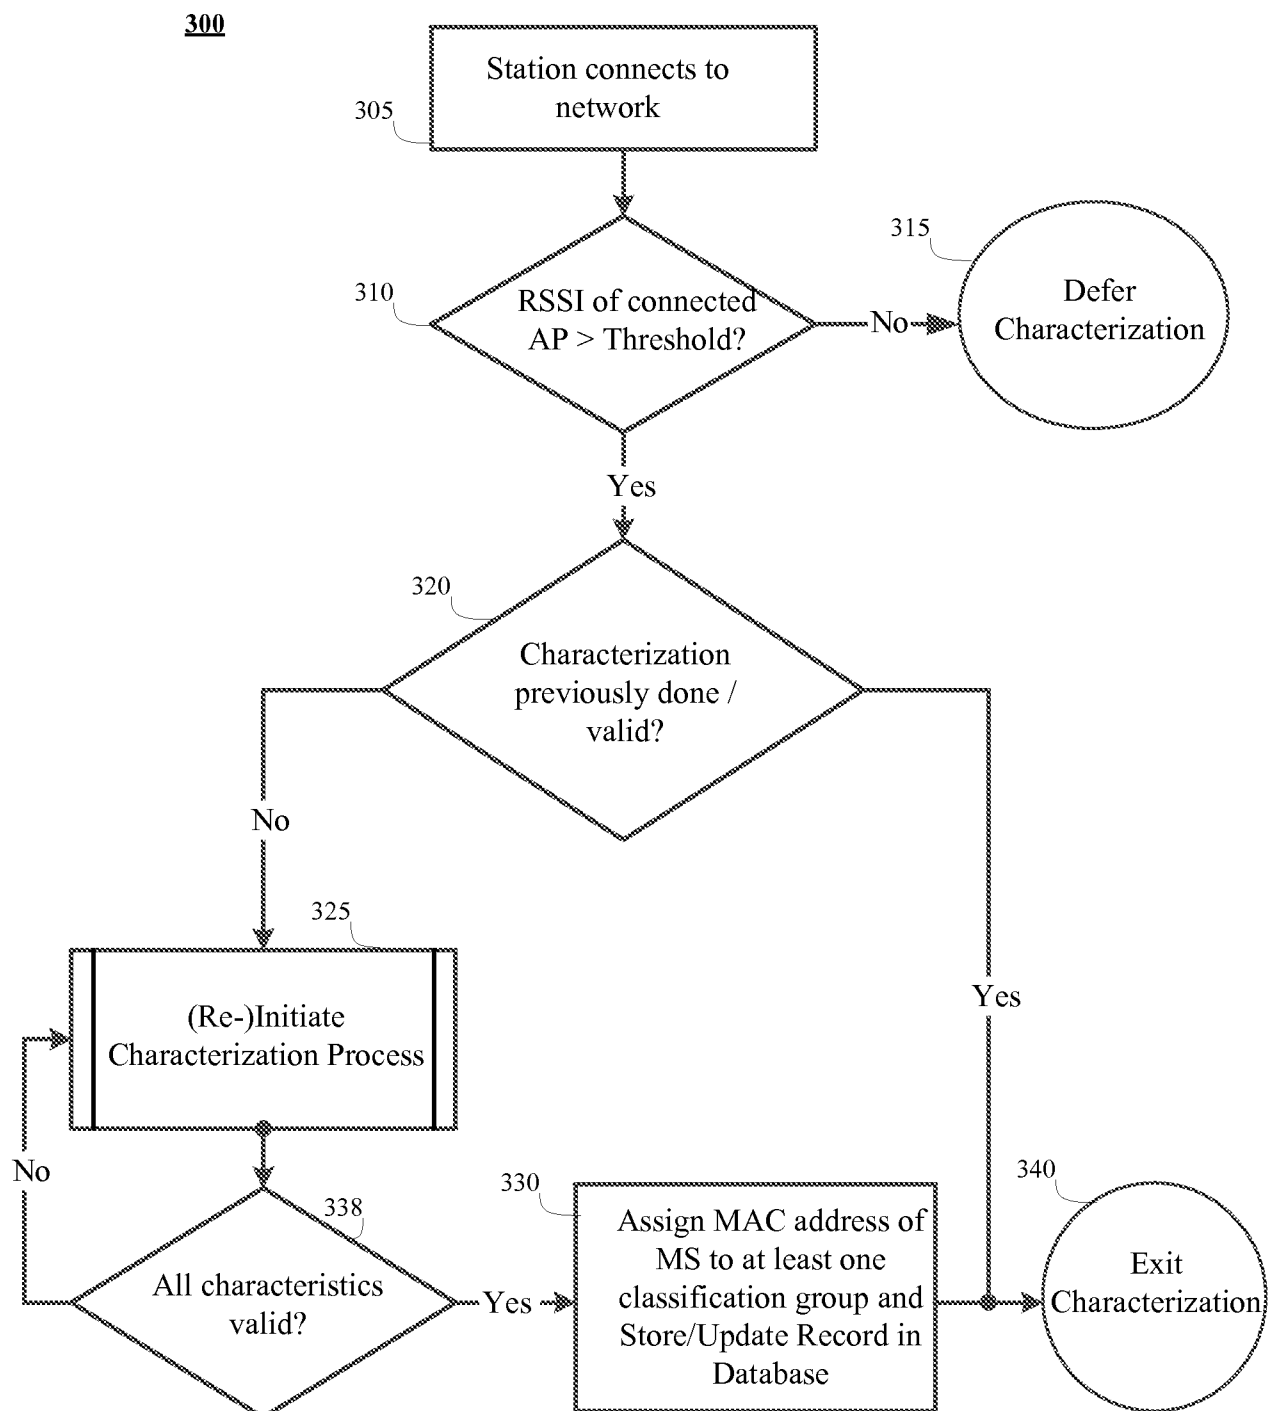 300
Station connects to
network
305
315
310
RSSI of connected
AP > Threshold?
No
Defer
Characterization
Yes
320
Characterization
previously done /
valid?
No
Yes
325
(Re-)Initiate
Characterization Process
No
338
All characteristics
valid?
Yes
330
Assign MAC address of
MS to at least one
classification group and
Store/Update Record in
Database
340
Exit
Characterization